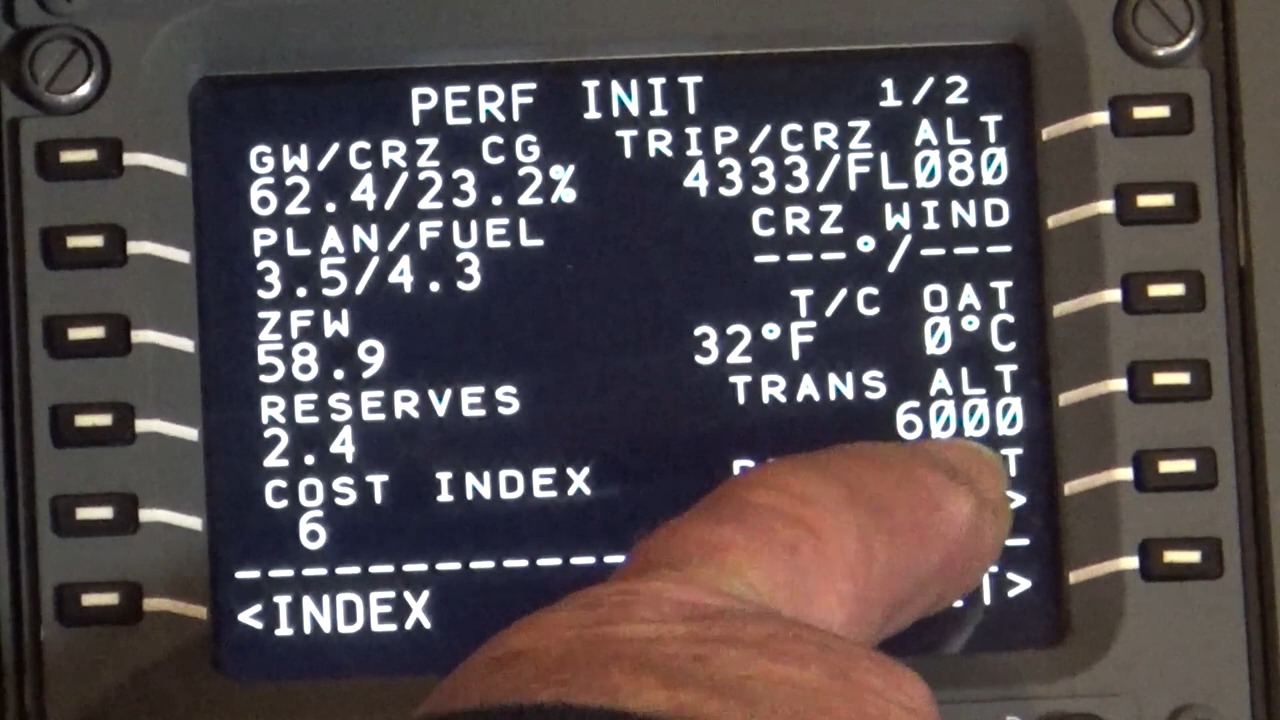 PERF INIT 1/2
GW/CRZ CG TRIP/CRZ ALT
62.4/23.2% 4333/FL080
PLAN/FUEL CRZ WIND
3.5/4.3 ---°/---
ZFW T/C OAT
58.9 32°F 0°C
RESERVES TRANS ALT
2.4 6000
COST INDEX
6 >
<INDEX >